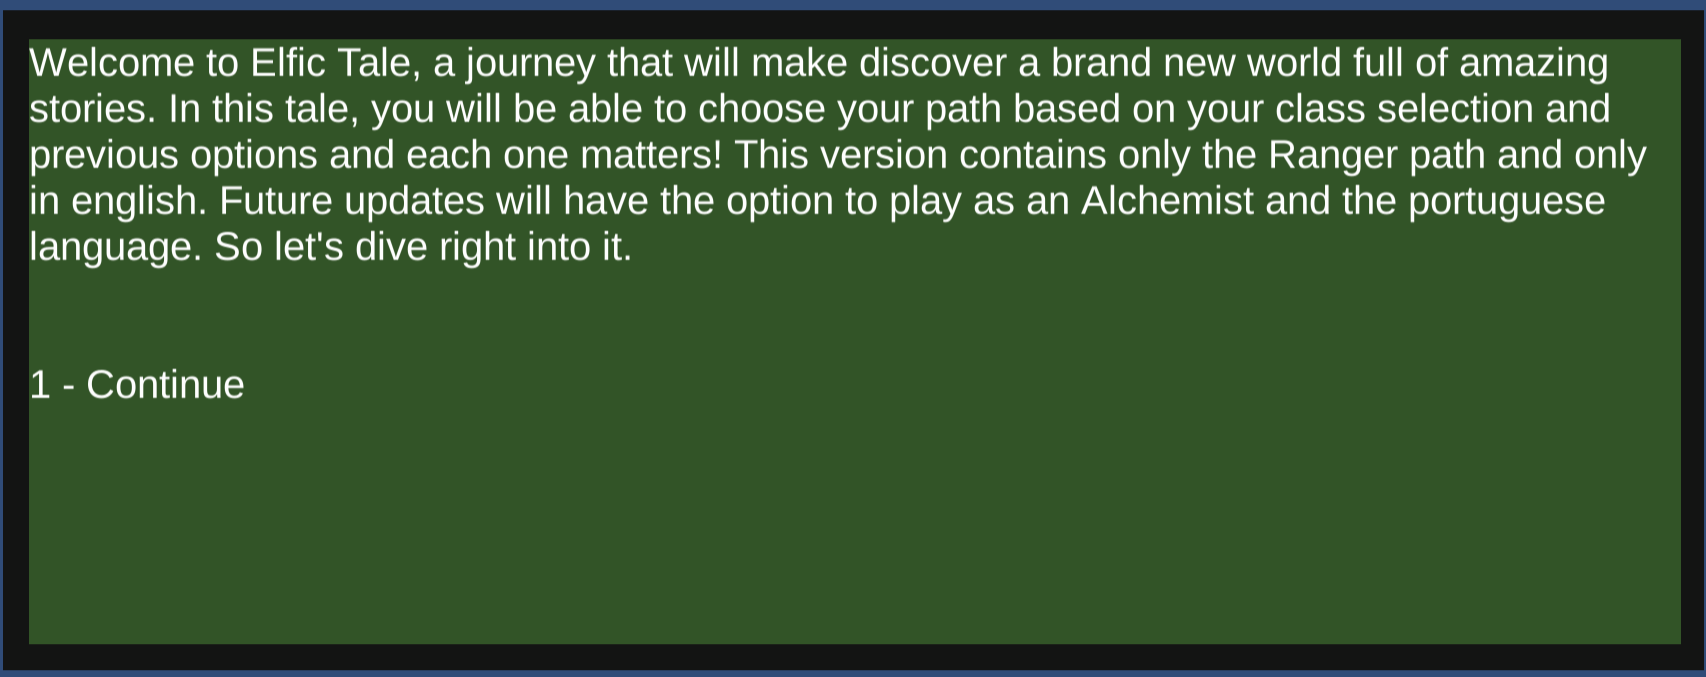 Welcome to Elfic Tale, a journey that will make discover a brand new world full of amazing
stories. In this tale, you will be able to choose your path based on your class selection and
previous options and each one matters! This version contains only the Ranger path and only
in english. Future updates will have the option to play as an Alchemist and the portuguese
language. So let's dive right into it.
1 - Continue